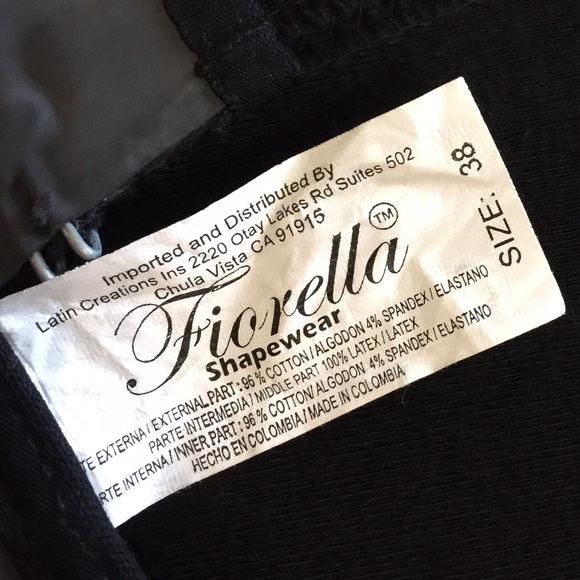 Imported and Distributed By
Latin Creations Ins 2220 Otay Lakes Rd Suites 502
Chula Vista CA 91915
Fiorella TM
Shapewear
SIZE: 38
TE EXTERNA / EXTERNAL PART : 96 % COTTON / ALGODON 4% SPANDEX / ELASTANO
PARTE-INTERMEDIA / MIDDLE PART 100% LATEX / LATEX
RTE INTERNA / INNER PART : 96 % COTTON/ ALGODON 4% SPANDEX / ELASTANO
HECHO EN COLOMBIA / MADE IN COLOMBIA